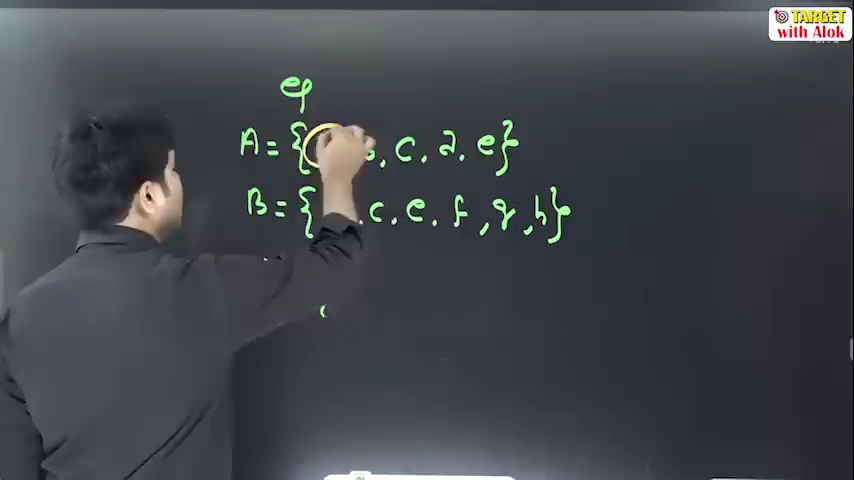 TARGET
with Alok
eg
A = { , c, d, e}
B = { , c, e, f, g, h}